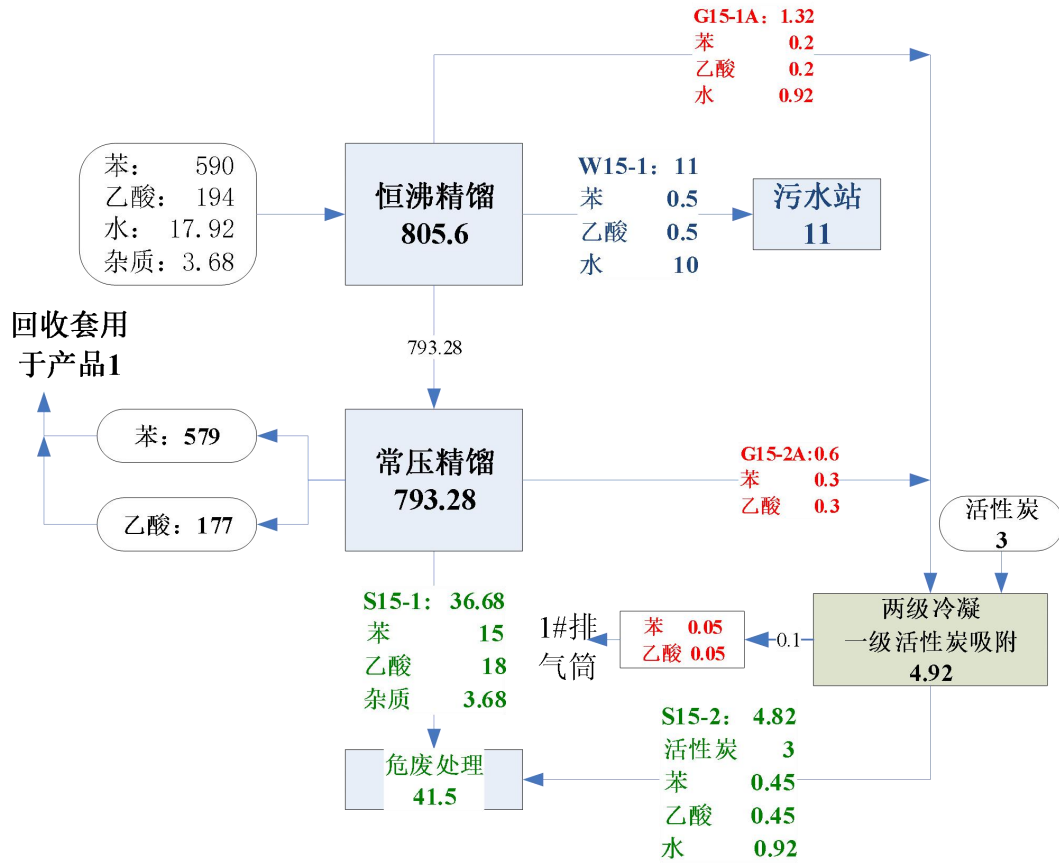 G15-1A: 1.32
苯 0.2
乙酸 0.2
水 0.92
苯: 590
乙酸: 194
水: 17.92
杂质: 3.68
恒沸精馏
805.6
W15-1: 11
苯 0.5
乙酸 0.5
水 10
污水站
11
回收套用
于产品1
793.28
苯: 579
乙酸: 177
常压精馏
793.28
G15-2A:0.6
苯 0.3
乙酸 0.3
活性炭
3
S15-1: 36.68
苯 15
乙酸 18
杂质 3.68
1#排
气筒
苯 0.05
乙酸 0.05
0.1
两级冷凝
一级活性炭吸附
4.92
危废处理
41.5
S15-2: 4.82
活性炭 3
苯 0.45
乙酸 0.45
水 0.92